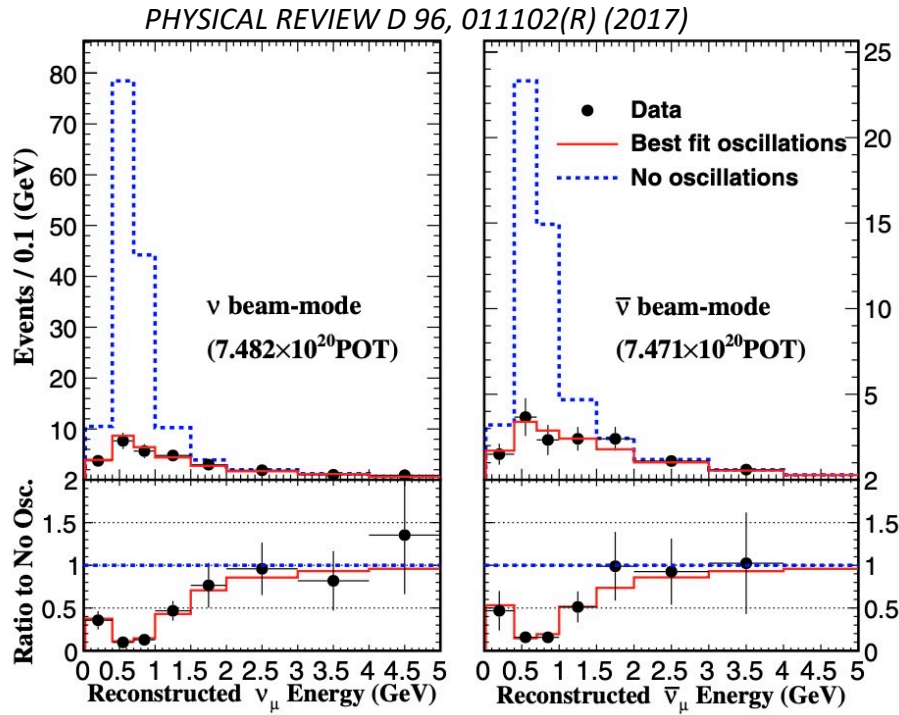 PHYSICAL REVIEW D 96, 011102(R) (2017)
Events / 0.1 (GeV)
80
70
60
50
40
30
20
10
ν beam-mode
(7.482×10²⁰POT)
25
20
15
10
5
Data
Best fit oscillations
No oscillations
ν̅ beam-mode
(7.471×10²⁰POT)
Ratio to No Osc.
2
1.5
1
0.5
0
0 0.5 1 1.5 2 2.5 3 3.5 4 4.5 5
Reconstructed ν_μ Energy (GeV)
2
1.5
1
0.5
0
0 0.5 1 1.5 2 2.5 3 3.5 4 4.5 5
Reconstructed ν̅_μ Energy (GeV)